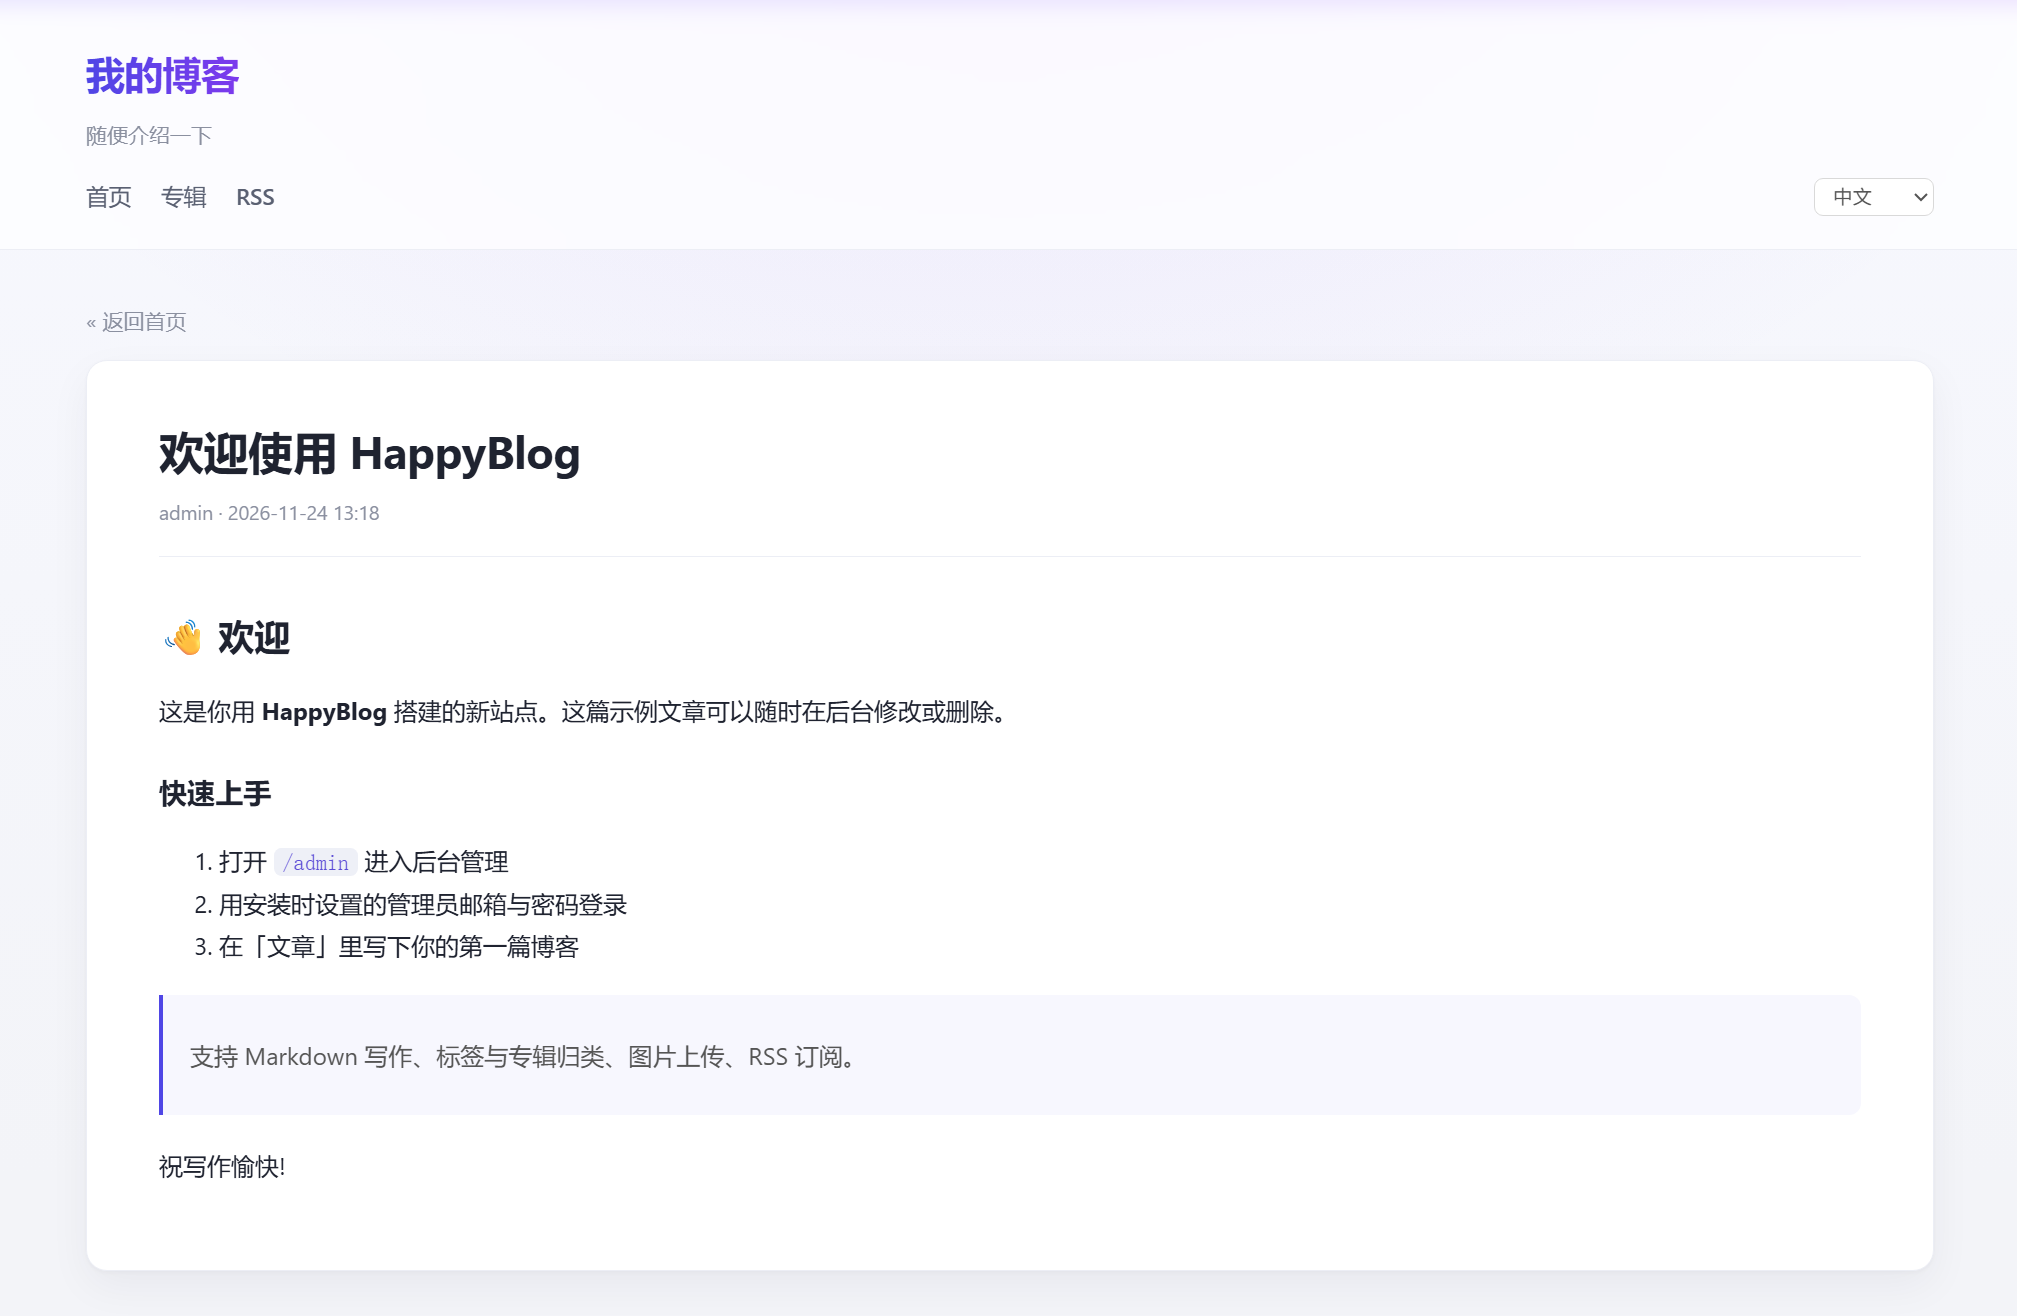 我的博客
随便介绍一下
首页 专辑 RSS
中文
« 返回首页
欢迎使用 HappyBlog
admin · 2026-11-24 13:18
👋 欢迎
这是你用 HappyBlog 搭建的新站点。这篇示例文章可以随时在后台修改或删除。
快速上手
1. 打开 /admin 进入后台管理
2. 用安装时设置的管理员邮箱与密码登录
3. 在「文章」里写下你的第一篇博客
支持 Markdown 写作、标签与专辑归类、图片上传、RSS 订阅。
祝写作愉快!